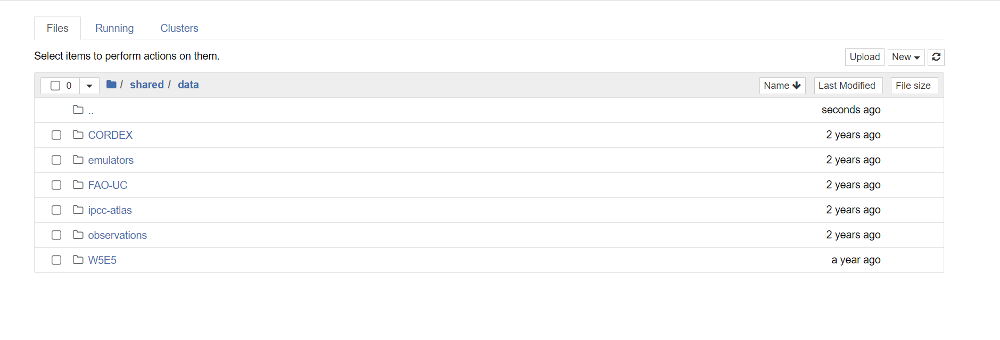 Files Running Clusters
Select items to perform actions on them.
Upload New
0 / shared / data
Name Last Modified File size
.. seconds ago
CORDEX 2 years ago
emulators 2 years ago
FAO-UC 2 years ago
ipcc-atlas 2 years ago
observations 2 years ago
W5E5 a year ago